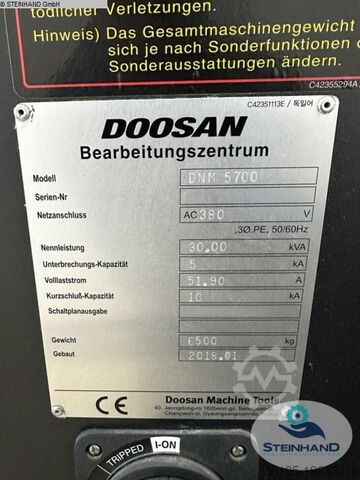 © STEINHAND GmbH
tödlicher Verletzungen.
Hinweis) Das Gesamtmaschinengewicht
sich je nach Sonderfunktionen
Sonderausstattungen ändern.
C42355294A
C42351113E / 독일어
DOOSAN
Bearbeitungszentrum
Modell DNM 5700
Serien-Nr
Netzanschluss AC 380 V
,3Ø.PE, 50/60Hz
Nennleistung 30.00 kVA
Unterbrechungs-Kapazität 5 kA
Volllaststrom 51.90 A
Kurzschluß-Kapazität 10 kA
Schaltplanausgabe
Gewicht 6500 kg
Gebaut 2018.01
CE
Doosan Machine Tools
TRIPPED
I-ON
STEINHAND